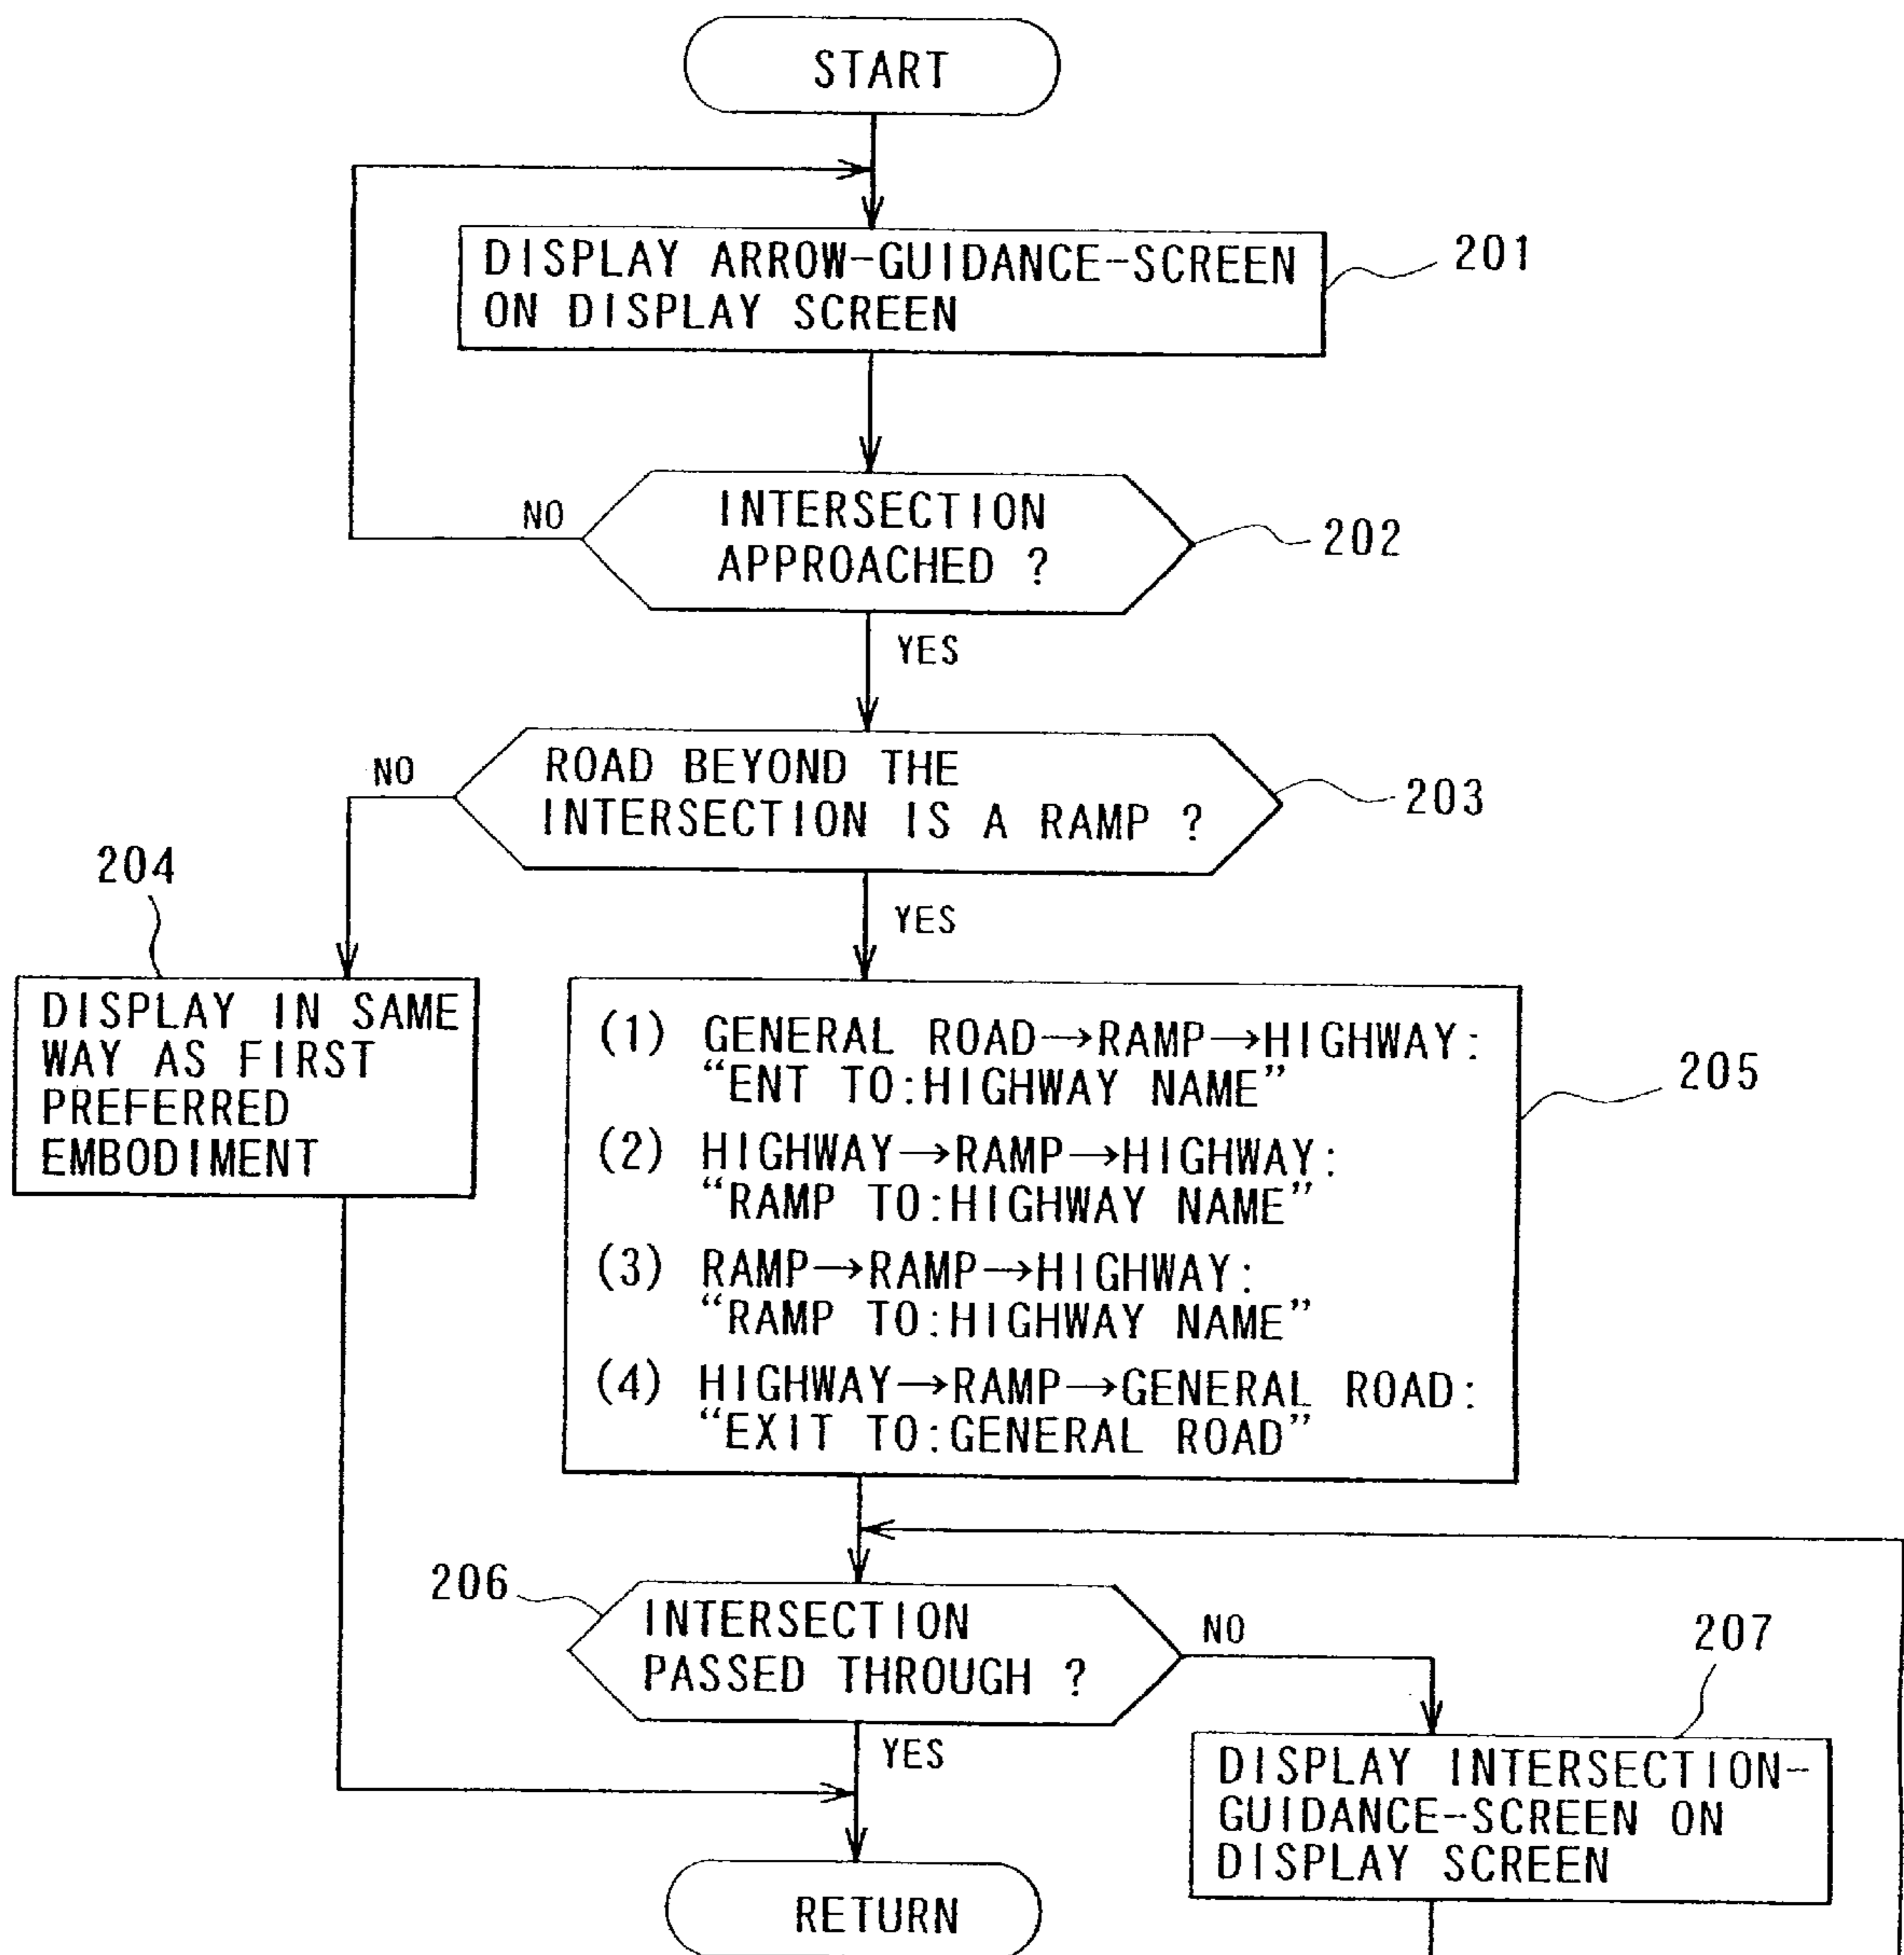 START
DISPLAY ARROW-GUIDANCE-SCREEN
ON DISPLAY SCREEN
201
NO
INTERSECTION
APPROACHED ?
202
YES
NO
ROAD BEYOND THE
INTERSECTION IS A RAMP ?
203
204
YES
DISPLAY IN SAME
WAY AS FIRST
PREFERRED
EMBODIMENT
(1) GENERAL ROAD→RAMP→HIGHWAY:
“ENT TO:HIGHWAY NAME”
(2) HIGHWAY→RAMP→HIGHWAY:
“RAMP TO:HIGHWAY NAME”
(3) RAMP→RAMP→HIGHWAY:
“RAMP TO:HIGHWAY NAME”
(4) HIGHWAY→RAMP→GENERAL ROAD:
“EXIT TO:GENERAL ROAD”
205
206
INTERSECTION
PASSED THROUGH ?
NO
207
YES
DISPLAY INTERSECTION-
GUIDANCE-SCREEN ON
DISPLAY SCREEN
RETURN